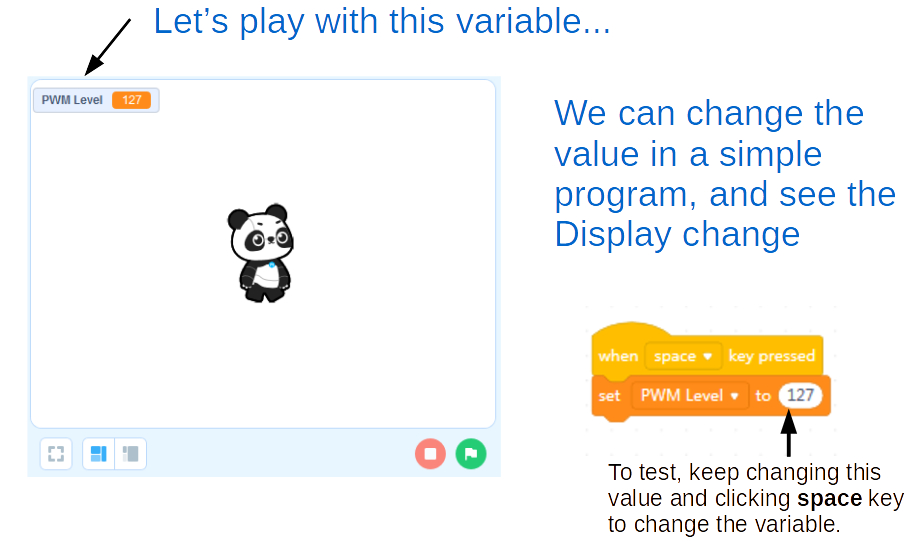 Let’s play with this variable...
PWM Level 127
We can change the
value in a simple
program, and see the
Display change
when space key pressed
set PWM Level to 127
To test, keep changing this
value and clicking space key
to change the variable.